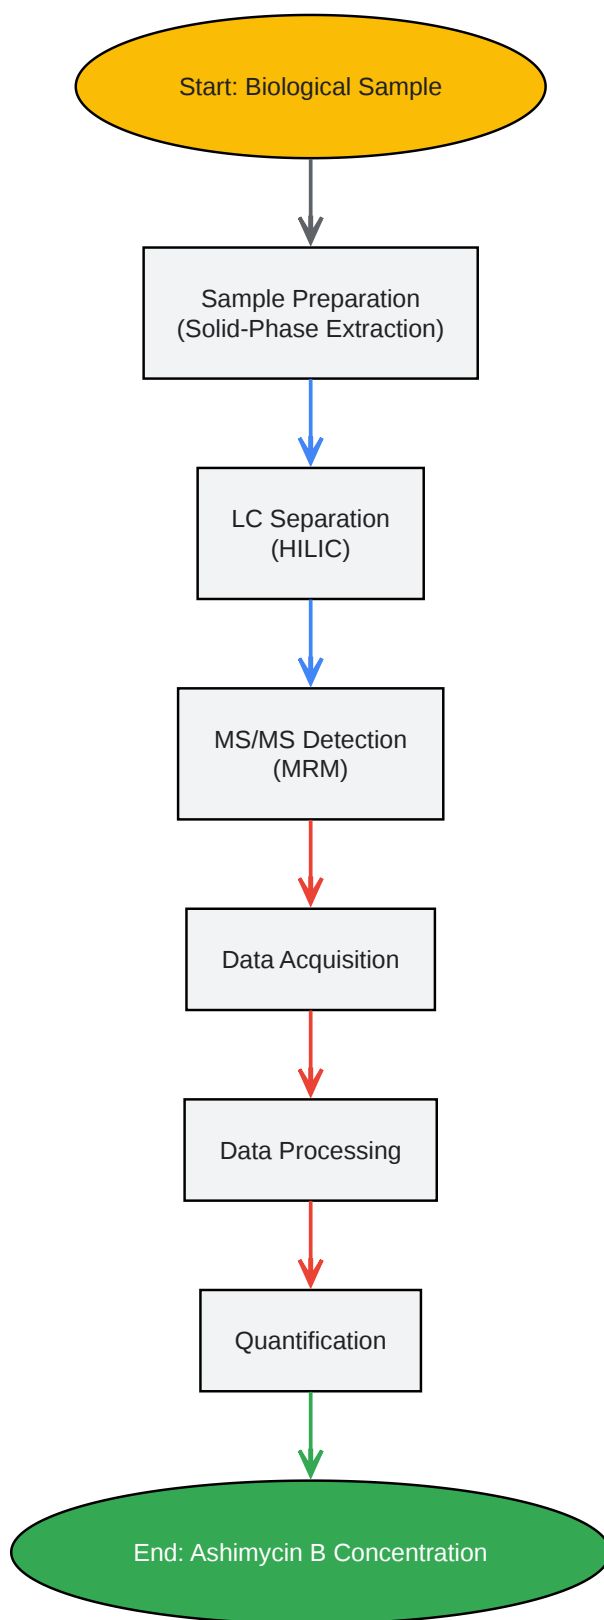 Start: Biological Sample
Sample Preparation
(Solid-Phase Extraction)
LC Separation
(HILIC)
MS/MS Detection
(MRM)
Data Acquisition
Data Processing
Quantification
End: Ashimycin B Concentration